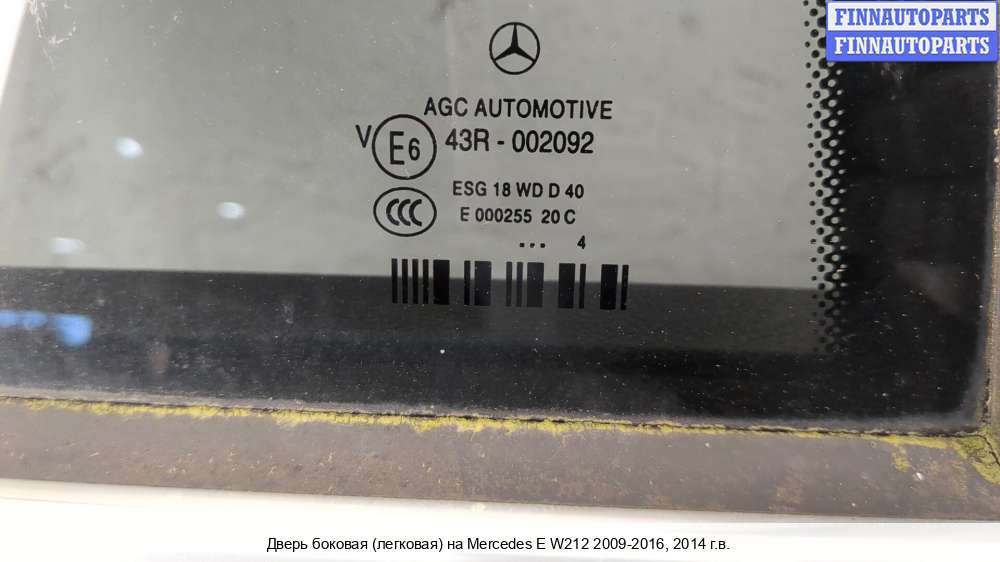 FINNAUTOPARTS
FINNAUTOPARTS
AGC AUTOMOTIVE
V E6 43R - 002092
ESG 18 WD D 40
CCC E 000255 20 C
... 4
Дверь боковая (легковая) на Mercedes E W212 2009-2016, 2014 г.в.